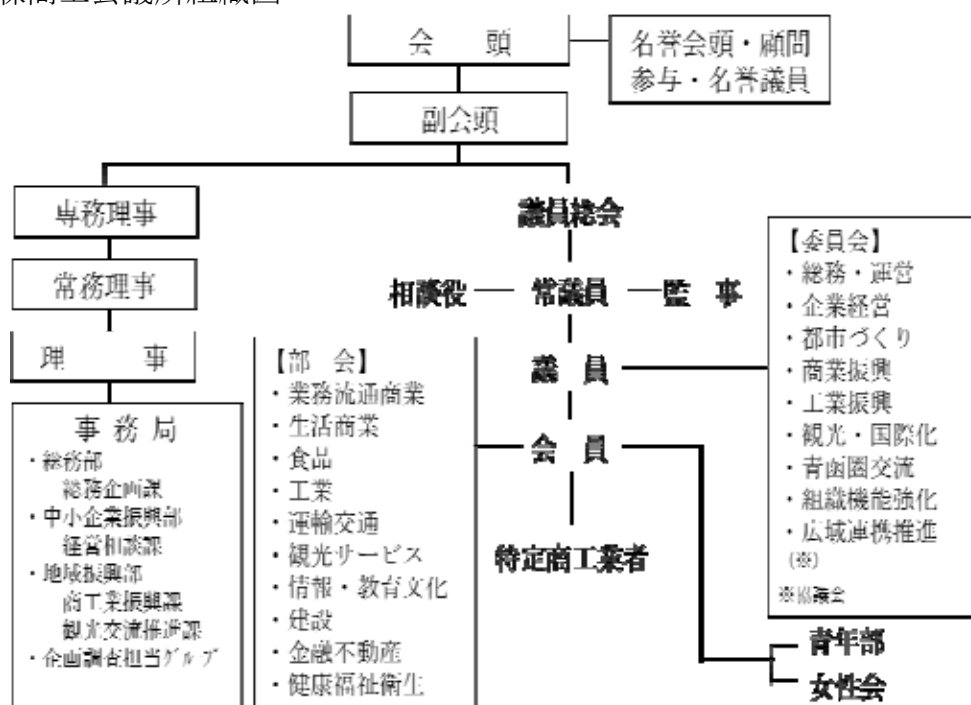 商工会議所組織図
会 頭
名誉会頭・顧問
参与・名誉議員
副会頭
専務理事
常務理事
理 事
事 務 局
・総務部
総務企画課
・中小企業振興部
経営相談課
・地域振興部
商工業振興課
観光交流推進課
・企画調査担当グループ
議員総会
相談役
常議員
監 事
議 員
会 員
特定商工業者
【部 会】
・業務流通商業
・生活商業
・食品
・工業
・運輸交通
・観光サービス
・情報・教育文化
・建設
・金融不動産
・健康福祉衛生
【委員会】
・総務・運営
・企業経営
・都市づくり
・商業振興
・工業振興
・観光・国際化
・青函圏交流
・組織機能強化
・広域連携推進
(※)
※協議会
青年部
女性会